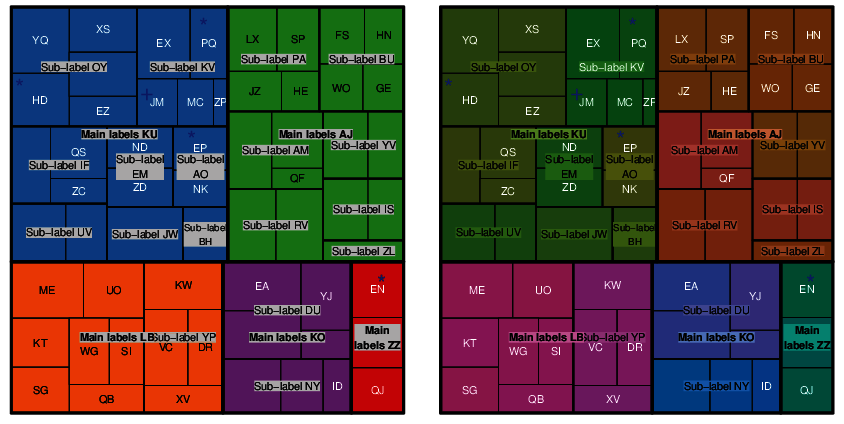 YQ XS EX PQ LX SP FS HN
Sub–label OY Sub–label KV Sub–label PA Sub–label BU
HD EZ JM MC ZP JZ HE WO GE
Main labels KU Main labels AJ
QS ND EP Sub–label AM Sub–label YV
Sub–label IF Sub–label EM Sub–label AO
ZC ZD NK QF
Sub–label UV Sub–label JW Sub–label BH Sub–label RV Sub–label IS
Sub–label ZL
ME UO KW EA YJ EN
Sub–label DU
KT Main labels LB Sub–label YP Main labels KO Main labels ZZ
WG SI VC DR
SG QB XV Sub–label NY ID QJ
YQ XS EX PQ LX SP FS HN
Sub–label OY Sub–label KV Sub–label PA Sub–label BU
HD EZ JM MC ZF JZ HE WO GE
Main labels KU Main labels AJ
QS ND EP Sub–label AM Sub–label YV
Sub–label IF Sub–label EM Sub–label AO
ZC ZD NK QF
Sub–label UV Sub–label JW Sub–label BH Sub–label RV Sub–label IS
Sub–label ZL
ME UO KW EA YJ EN
Sub–label DU
KT Main labels LB Sub–label YP Main labels KO Main labels ZZ
WG SI VC DR
SG QB XV Sub–label NY ID QJ